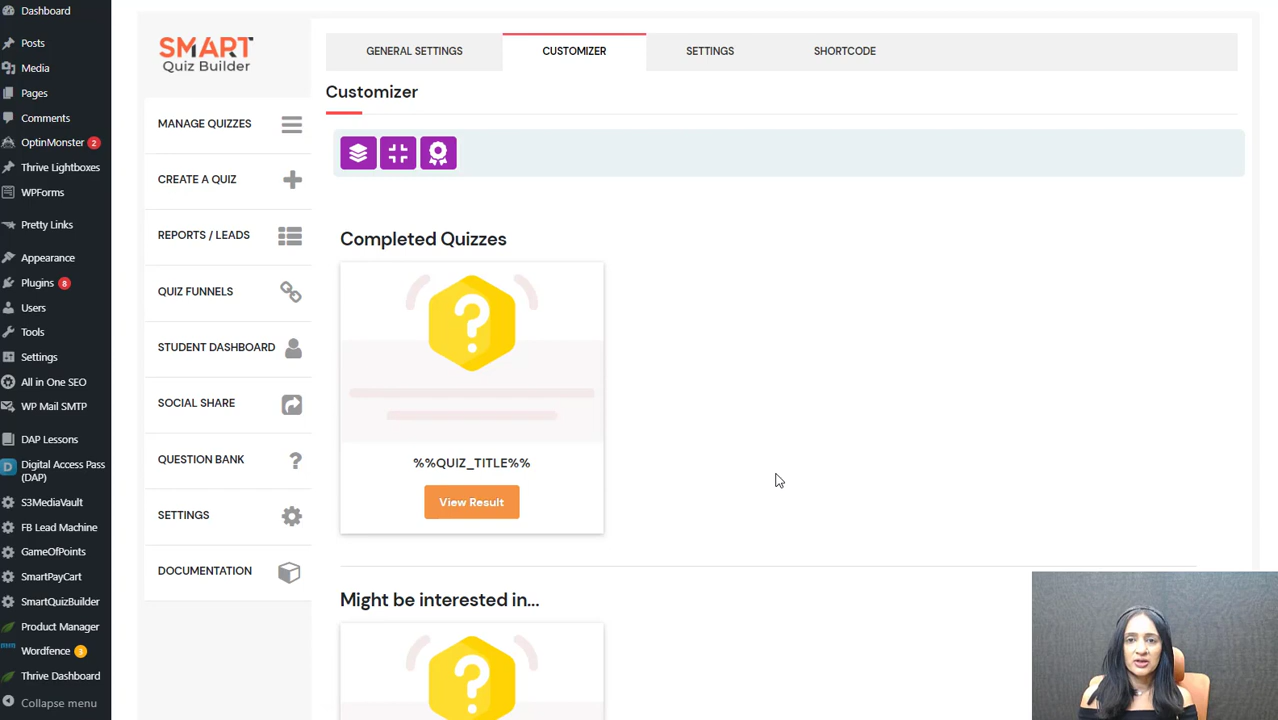 Dashboard
Posts
Media
Pages
Comments
OptinMonster 2
Thrive Lightboxes
WPForms
Pretty Links
Appearance
Plugins 8
Users
Tools
Settings
All in One SEO
WP Mail SMTP
DAP Lessons
D
Digital Access Pass
(DAP)
S3MediaVault
FB Lead Machine
GameOfPoints
SmartPayCart
SmartQuizBuilder
Product Manager
Wordfence 3
Thrive Dashboard
Collapse menu
SMART
Quiz Builder
MANAGE QUIZZES
CREATE A QUIZ
REPORTS / LEADS
QUIZ FUNNELS
STUDENT DASHBOARD
SOCIAL SHARE
QUESTION BANK
SETTINGS
DOCUMENTATION
GENERAL SETTINGS
CUSTOMIZER
SETTINGS
SHORTCODE
Customizer
Completed Quizzes
%%QUIZ_TITLE%%
View Result
Might be interested in...